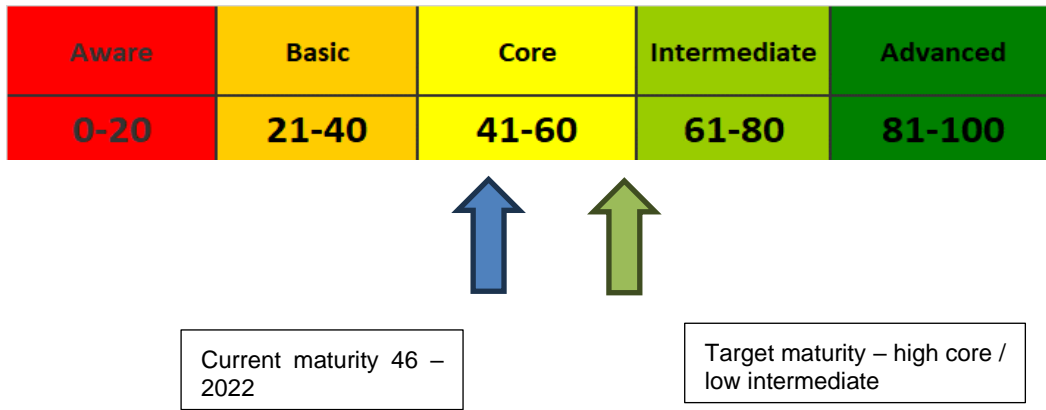 Aware Basic Core Intermediate Advanced
0-20 21-40 41-60 61-80 81-100
Current maturity 46 –
2022
Target maturity – high core /
low intermediate